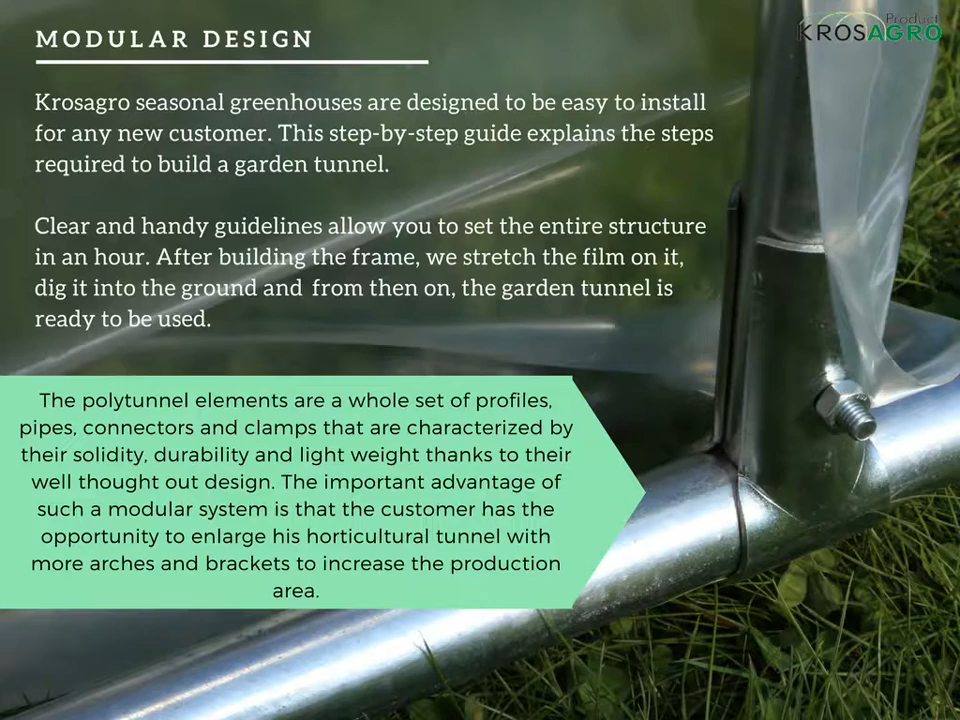 MODULAR DESIGN
Product
KROSAGRO
Krosagro seasonal greenhouses are designed to be easy to install
for any new customer. This step-by-step guide explains the steps
required to build a garden tunnel.
Clear and handy guidelines allow you to set the entire structure
in an hour. After building the frame, we stretch the film on it,
dig it into the ground and from then on, the garden tunnel is
ready to be used.
The polytunnel elements are a whole set of profiles,
pipes, connectors and clamps that are characterized by
their solidity, durability and light weight thanks to their
well thought out design. The important advantage of
such a modular system is that the customer has the
opportunity to enlarge his horticultural tunnel with
more arches and brackets to increase the production
area.